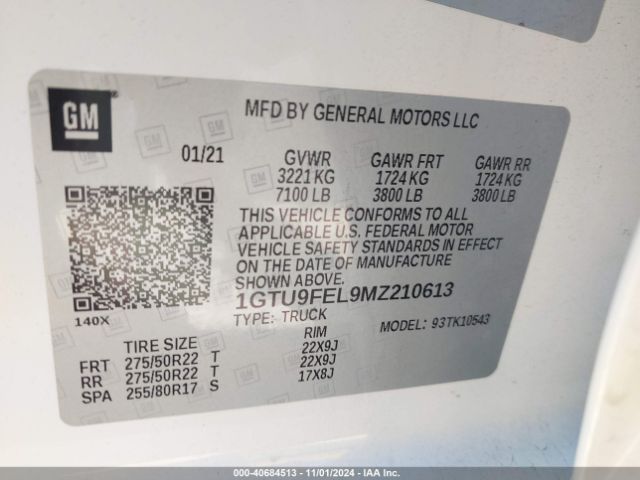 GM
MFD BY GENERAL MOTORS LLC
01/21 GVWR GAWR FRT GAWR RR
3221 KG 1724 KG 1724 KG
7100 LB 3800 LB 3800 LB
THIS VEHICLE CONFORMS TO ALL
APPLICABLE U.S. FEDERAL MOTOR
VEHICLE SAFETY STANDARDS IN EFFECT
ON THE DATE OF MANUFACTURE
SHOWN ABOVE.
1GTU9FEL9MZ210613
140X TYPE: TRUCK MODEL: 93TK10543
TIRE SIZE RIM
FRT 275/50R22 T 22X9J
RR 275/50R22 T 22X9J
SPA 255/80R17 S 17X8J
000-40684513 - 11/01/2024 - IAA Inc.